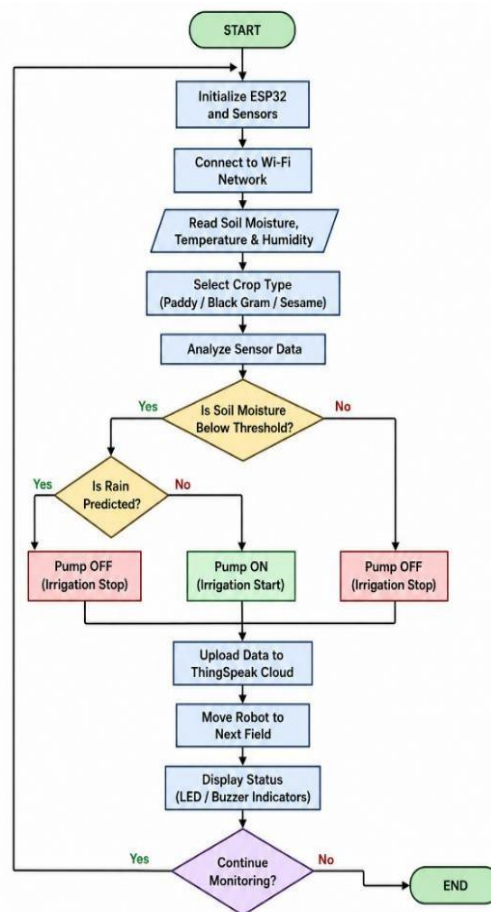 START
Initialize ESP32
and Sensors
Connect to Wi-Fi
Network
Read Soil Moisture,
Temperature & Humidity
Select Crop Type
(Paddy / Black Gram / Sesame)
Analyze Sensor Data
Is Soil Moisture
Below Threshold?
Yes
No
Is Rain
Predicted?
Yes
No
Pump OFF
(Irrigation Stop)
Pump ON
(Irrigation Start)
Pump OFF
(Irrigation Stop)
Upload Data to
ThingSpeak Cloud
Move Robot to
Next Field
Display Status
(LED / Buzzer Indicators)
Continue
Monitoring?
Yes
No
END